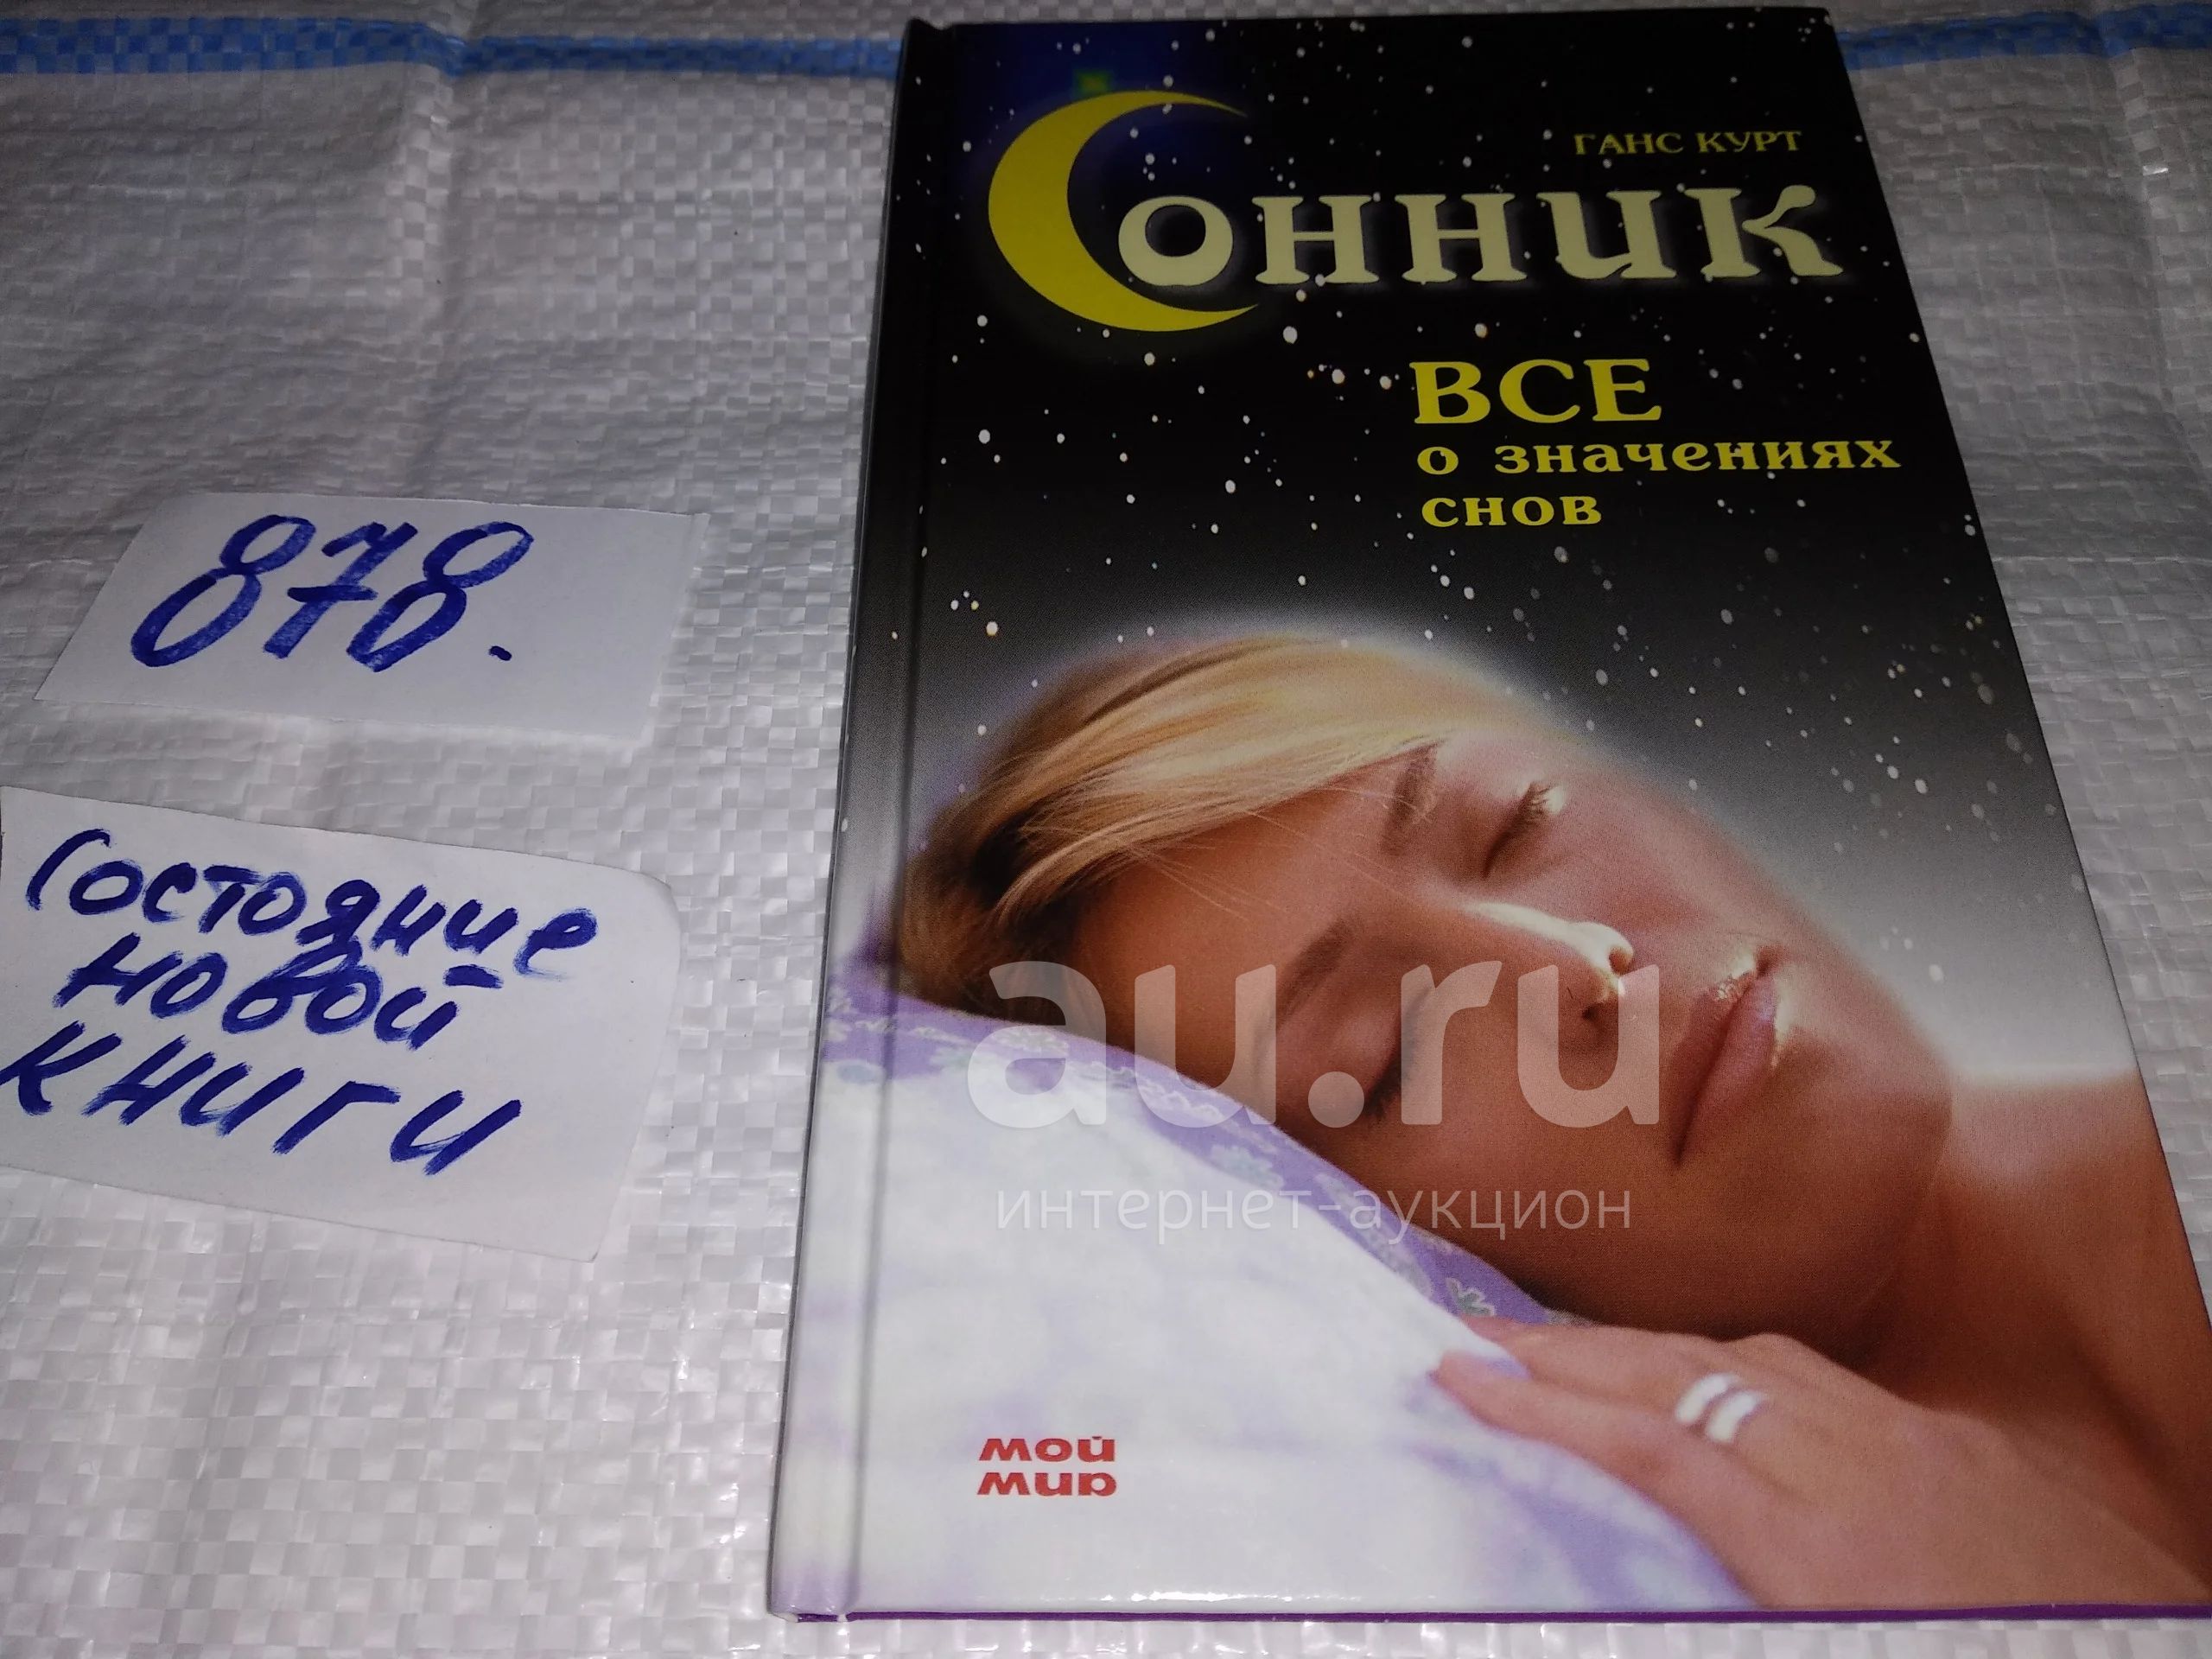 ГАНС КУРТ
Сонник
ВСЕ
о значениях
снов
878.
Состояние
новой
книги
au.ru
интернет-аукцион
мой
мир